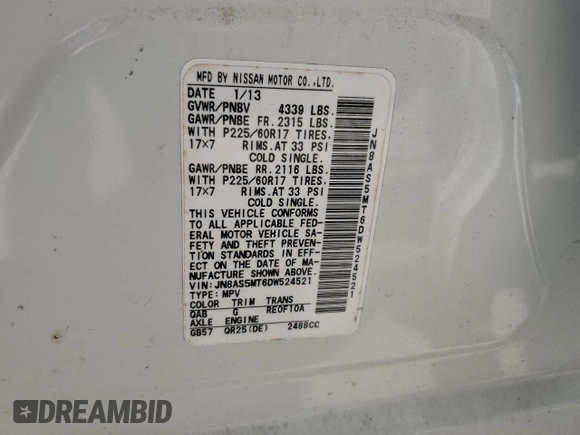 MFD BY NISSAN MOTOR CO.,LTD.
DATE 1/13
GVWR/PNBV 4339 LBS.
GAWR/PNBE FR. 2315 LBS.
WITH P225/60R17 TIRES,
17x7 RIMS. AT 33 PSI
COLD SINGLE.
GAWR/PNBE RR. 2116 LBS.
WITH P225/60R17 TIRES,
17x7 RIMS. AT 33 PSI
COLD SINGLE.
THIS VEHICLE CONFORMS
TO ALL APPLICABLE FED-
ERAL MOTOR VEHICLE SA-
FETY AND THEFT PREVEN-
TION STANDARDS IN EFF-
ECT ON THE DATE OF MA-
NUFACTURE SHOWN ABOVE.
VIN:JN8AS5MT6DW524521
TYPE: MPV
COLOR TRIM TRANS
QAB G RE0F10A
AXLE ENGINE
GB57 QR25(DE) 2488CC
JN8AS5MT6DW524521
DREAMBID